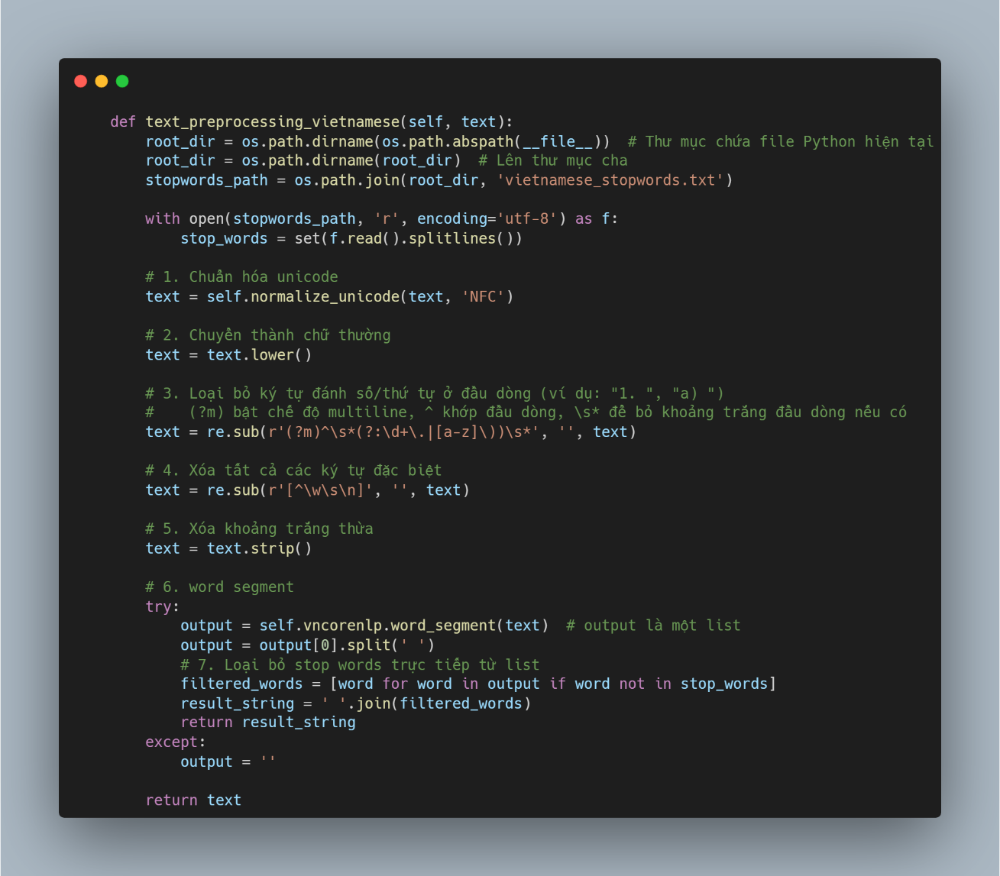 def text_preprocessing_vietnamese(self, text):
    root_dir = os.path.dirname(os.path.abspath(__file__))  # Thư mục chứa file Python hiện tại
    root_dir = os.path.dirname(root_dir)  # Lên thư mục cha
    stopwords_path = os.path.join(root_dir, 'vietnamese_stopwords.txt')

    with open(stopwords_path, 'r', encoding='utf-8') as f:
        stop_words = set(f.read().splitlines())

    # 1. Chuẩn hóa unicode
    text = self.normalize_unicode(text, 'NFC')

    # 2. Chuyển thành chữ thường
    text = text.lower()

    # 3. Loại bỏ ký tự đánh số/thứ tự ở đầu dòng (ví dụ: "1. ", "a) ")
    #    (?m) bật chế độ multiline, ^ khớp đầu dòng, \s* để bỏ khoảng trắng đầu dòng nếu có
    text = re.sub(r'(?m)^\s*(?:\d+\.|[a-z]\))\s*', '', text)

    # 4. Xóa tất cả các ký tự đặc biệt
    text = re.sub(r'[^\w\s\n]', '', text)

    # 5. Xóa khoảng trắng thừa
    text = text.strip()

    # 6. word segment
    try:
        output = self.vncorenlp.word_segment(text)  # output là một list
        output = output[0].split(' ')
        # 7. Loại bỏ stop words trực tiếp từ list
        filtered_words = [word for word in output if word not in stop_words]
        result_string = ' '.join(filtered_words)
        return result_string
    except:
        output = ''

    return text